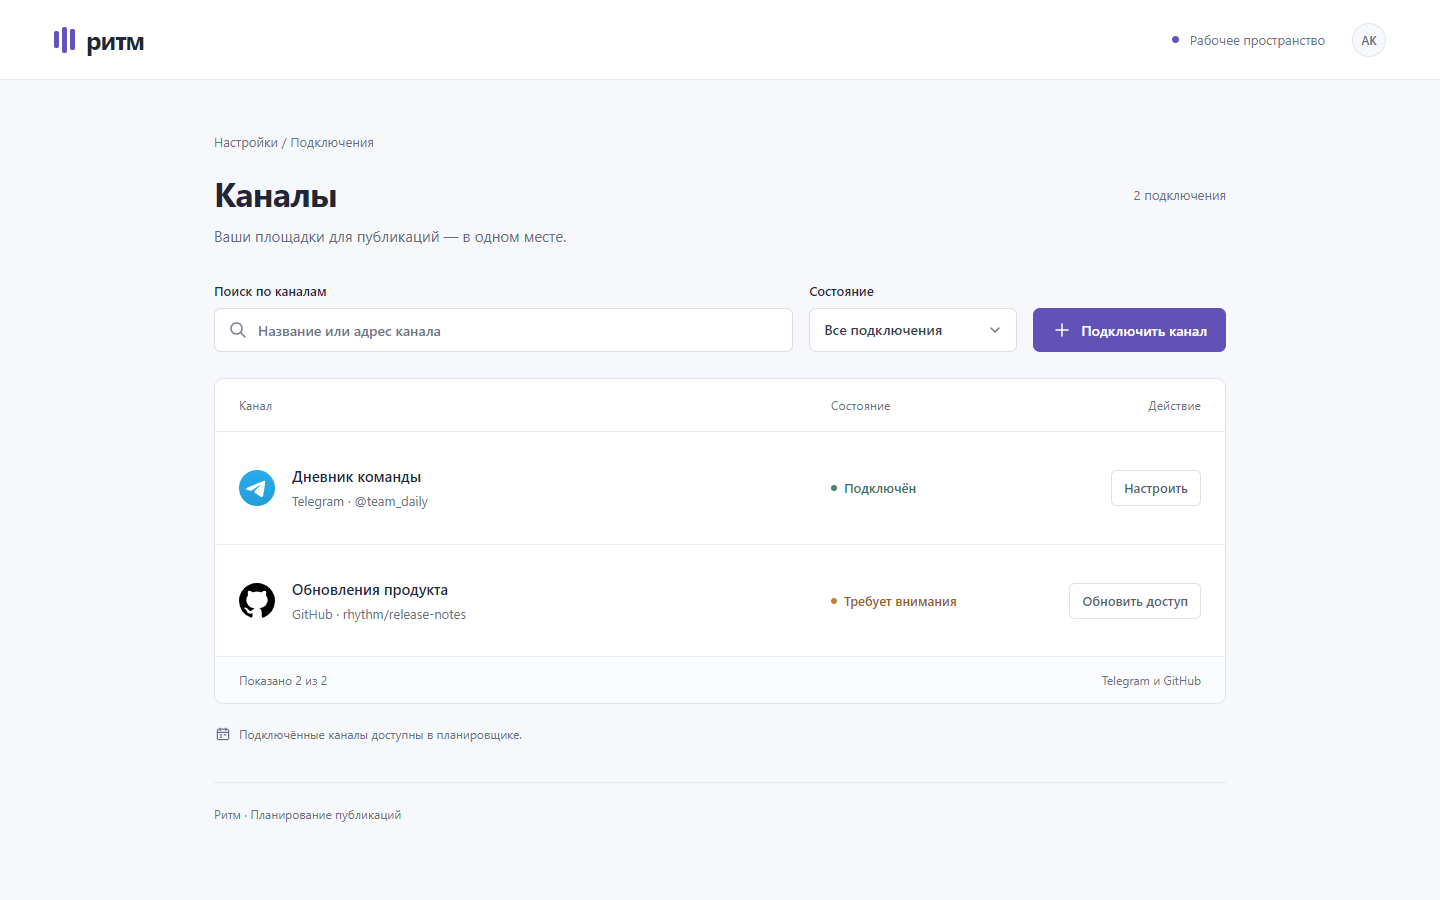 ритм
Рабочее пространство
АК
Настройки / Подключения
Каналы
2 подключения
Ваши площадки для публикаций — в одном месте.
Поиск по каналам
Состояние
Название или адрес канала
Все подключения
Подключить канал
Канал
Состояние
Действие
Дневник команды
Telegram · @team_daily
Подключён
Настроить
Обновления продукта
GitHub · rhythm/release-notes
Требует внимания
Обновить доступ
Показано 2 из 2
Telegram и GitHub
Подключённые каналы доступны в планировщике.
Ритм · Планирование публикаций